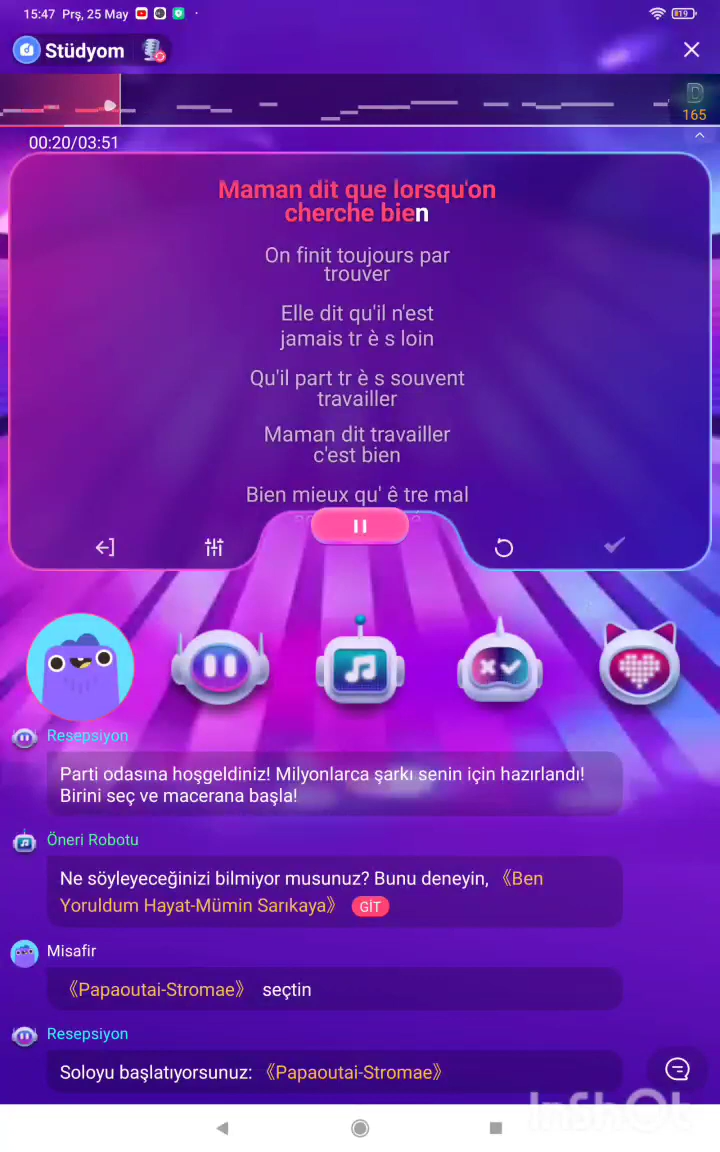 15:47 Prş, 25 May
819
Stüdyom
D
165
00:20/03:51
Maman dit que lorsqu'on
cherche bien
On finit toujours par
trouver
Elle dit qu'il n'est
jamais tr è s loin
Qu'il part tr è s souvent
travailler
Maman dit travailler
c'est bien
Bien mieux qu' ê tre mal
Resepsiyon
Parti odasına hoşgeldiniz! Milyonlarca şarkı senin için hazırlandı!
Birini seç ve macerana başla!
Öneri Robotu
Ne söyleyeceğinizi bilmiyor musunuz? Bunu deneyin, 《Ben
Yoruldum Hayat-Mümin Sarıkaya》 GİT
Misafir
《Papaoutai-Stromae》 seçtin
Resepsiyon
Soloyu başlatıyorsunuz: 《Papaoutai-Stromae》
InShOt